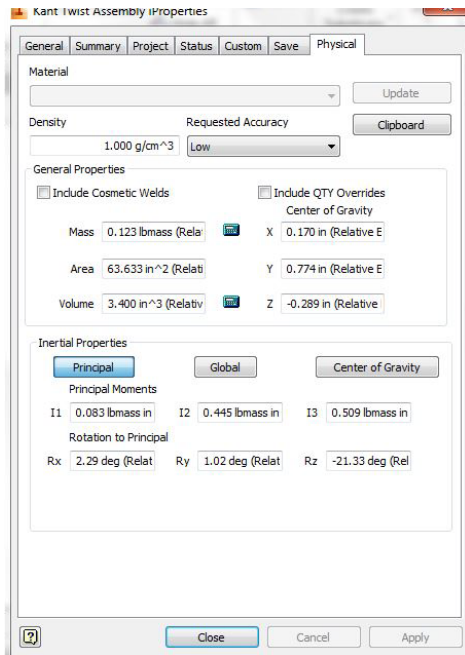 Kant Twist Assembly iProperties
General Summary Project Status Custom Save Physical
Material
Update
Density Requested Accuracy Clipboard
1.000 g/cm^3 Low
General Properties
Include Cosmetic Welds Include QTY Overrides
Center of Gravity
Mass 0.123 lbmass (Rela X 0.170 in (Relative E
Area 63.633 in^2 (Relati Y 0.774 in (Relative E
Volume 3.400 in^3 (Relativ Z -0.289 in (Relative
Inertial Properties
Principal Global Center of Gravity
Principal Moments
I1 0.083 lbmass in I2 0.445 lbmass in I3 0.509 lbmass in
Rotation to Principal
Rx 2.29 deg (Relat Ry 1.02 deg (Relat Rz -21.33 deg (Rel
? Close Cancel Apply